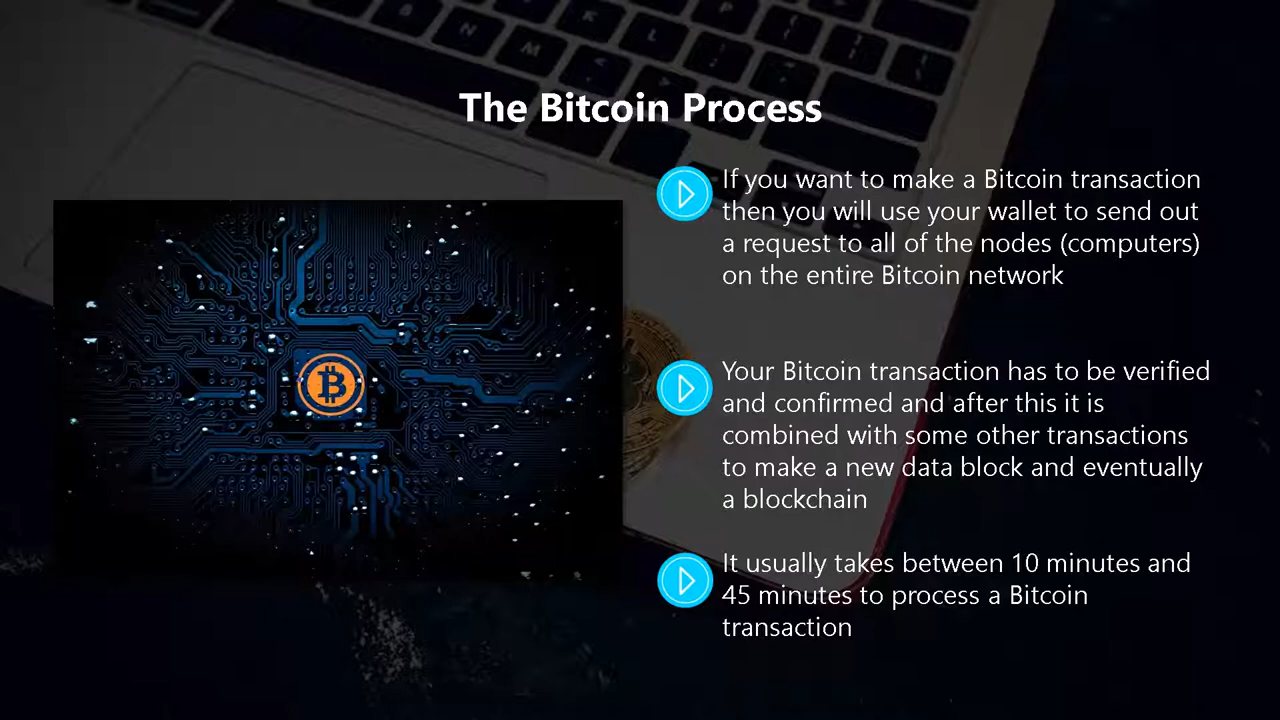 The Bitcoin Process
If you want to make a Bitcoin transaction
then you will use your wallet to send out
a request to all of the nodes (computers)
on the entire Bitcoin network
Your Bitcoin transaction has to be verified
and confirmed and after this it is
combined with some other transactions
to make a new data block and eventually
a blockchain
It usually takes between 10 minutes and
45 minutes to process a Bitcoin
transaction